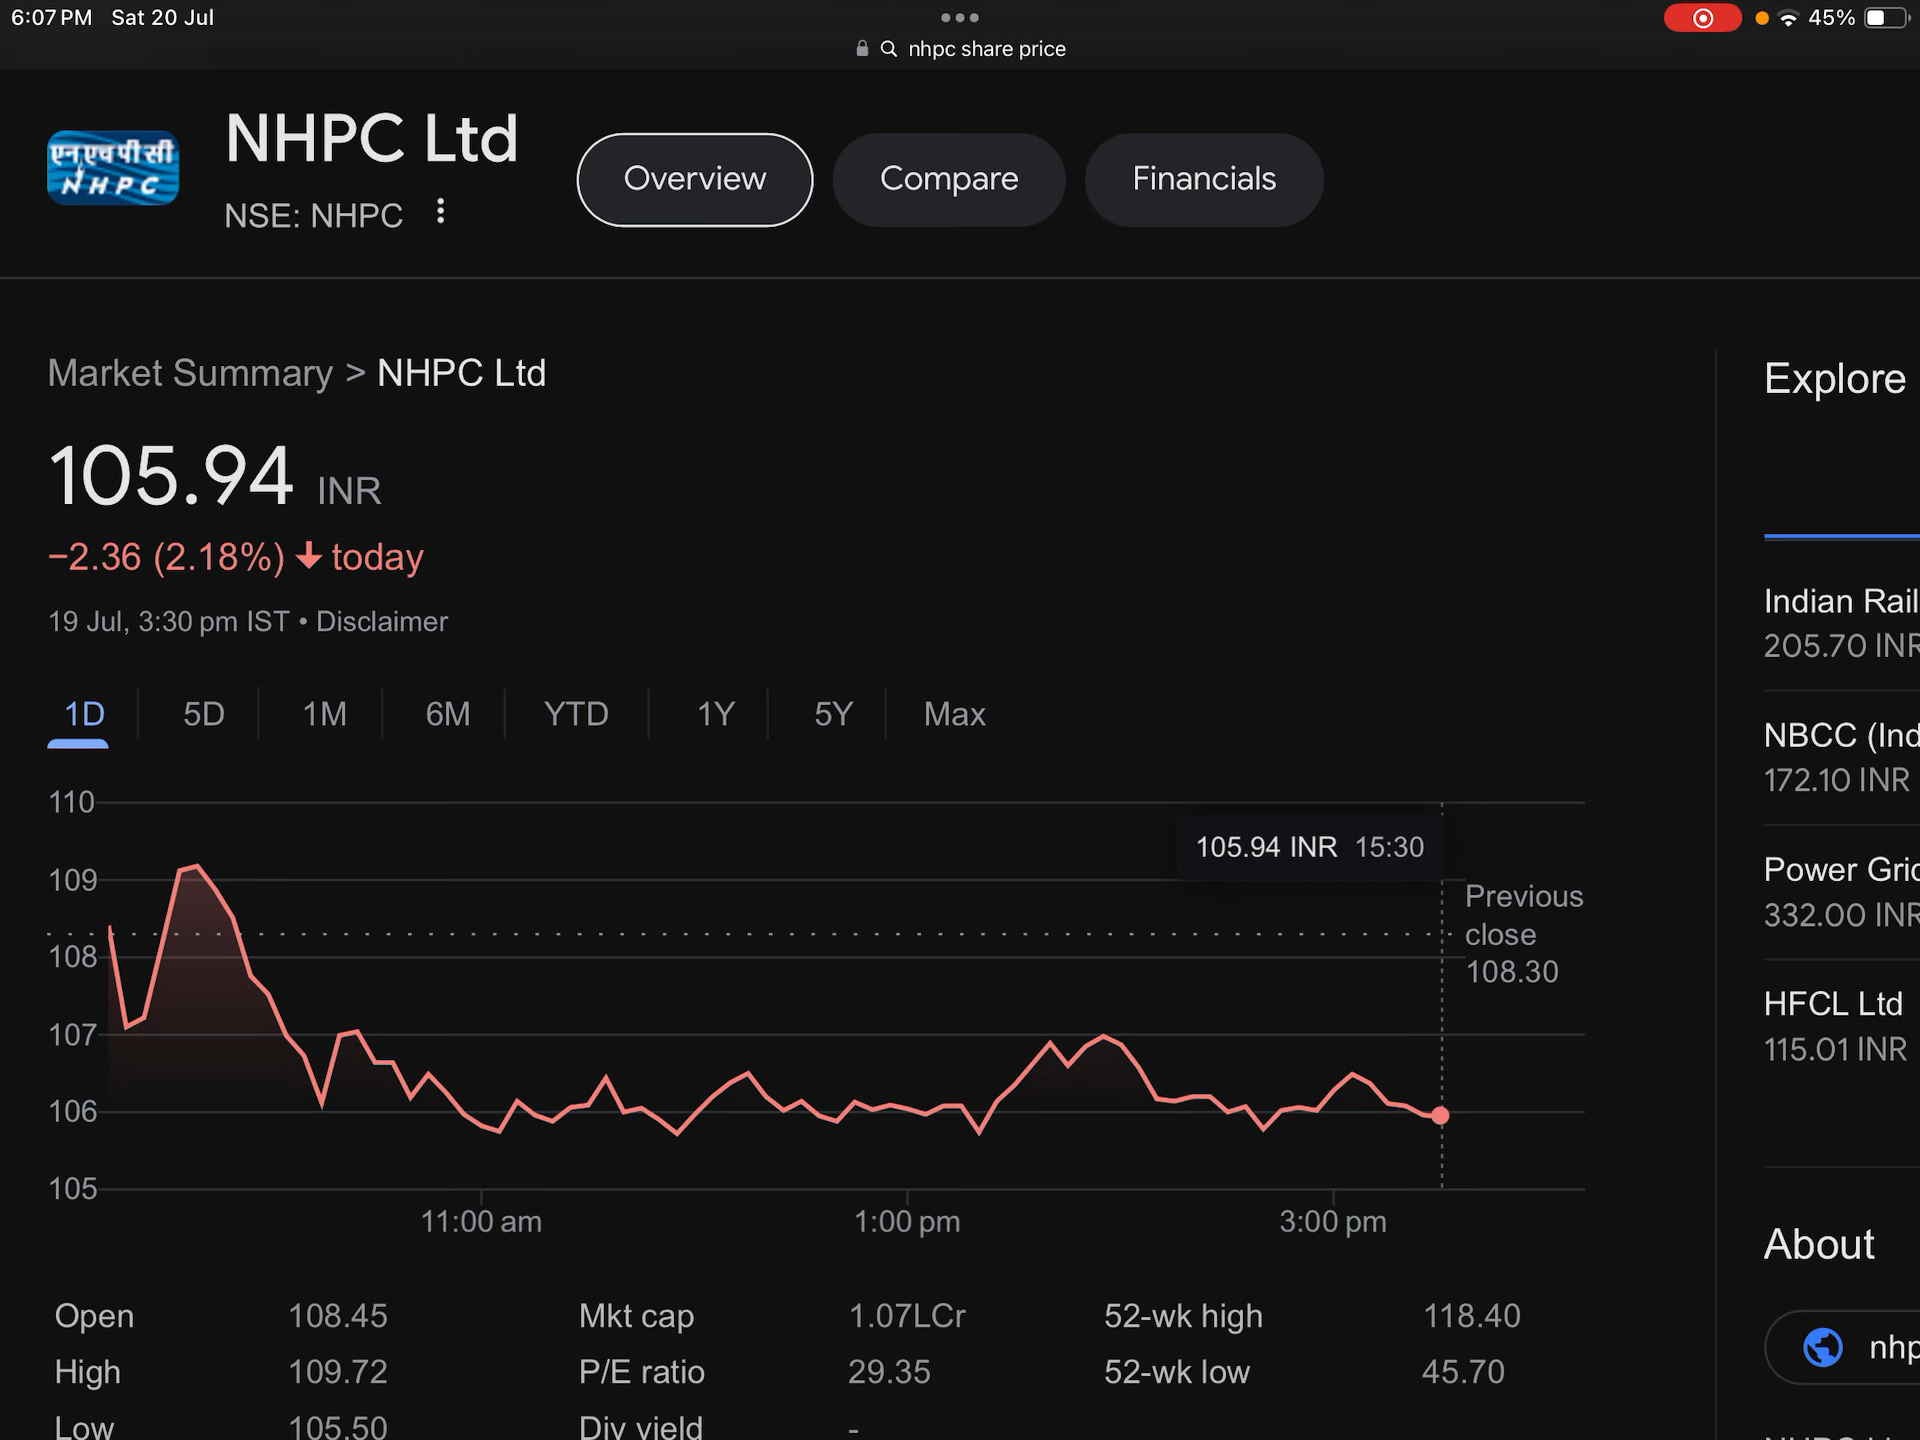 6:07 PM Sat 20 Jul
45%
nhpc share price
एनएचपीसी
NHPC
NHPC Ltd
NSE: NHPC
Overview
Compare
Financials
Market Summary > NHPC Ltd
105.94 INR
−2.36 (2.18%) ↓ today
19 Jul, 3:30 pm IST • Disclaimer
1D 5D 1M 6M YTD 1Y 5Y Max
110
109
108
107
106
105
105.94 INR 15:30
Previous
close
108.30
11:00 am 1:00 pm 3:00 pm
Open 108.45 Mkt cap 1.07LCr 52-wk high 118.40
High 109.72 P/E ratio 29.35 52-wk low 45.70
Low 105.50 Div yield -
Explore
Indian Rail
205.70 INR
NBCC (Ind
172.10 INR
Power Grid
332.00 INR
HFCL Ltd
115.01 INR
About
nhp